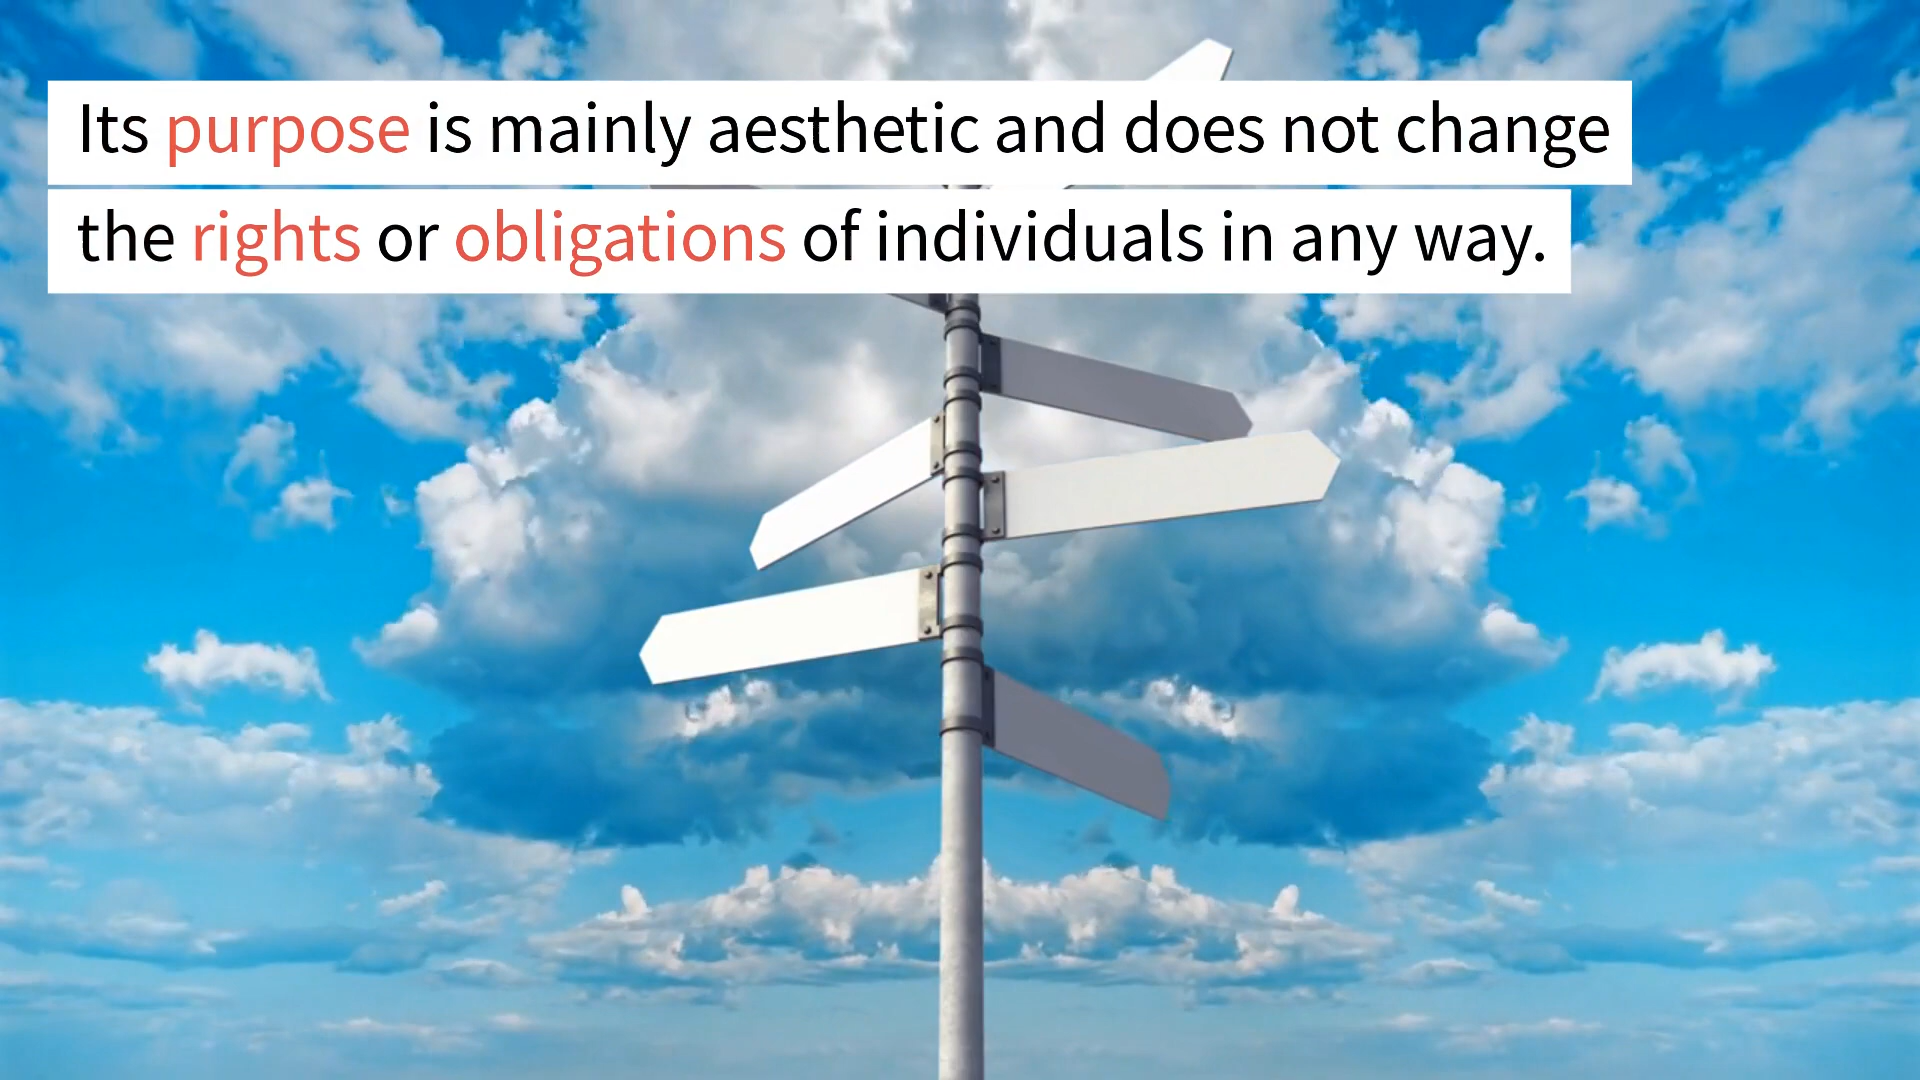 Its purpose is mainly aesthetic and does not change
the rights or obligations of individuals in any way.